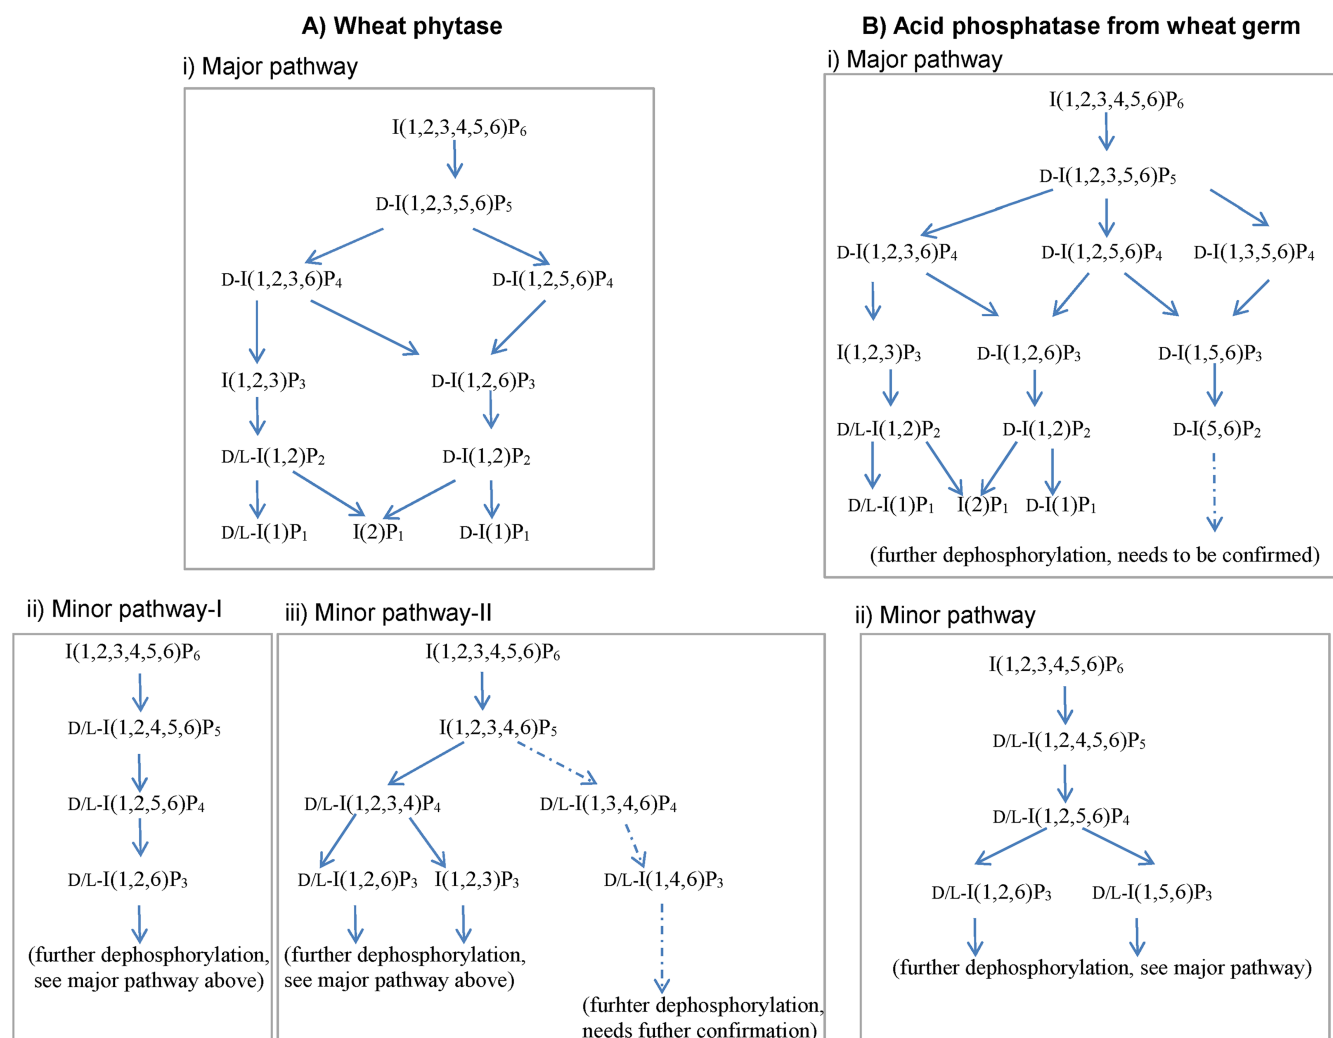 A) Wheat phytase
i) Major pathway
I(1,2,3,4,5,6)P6
D-I(1,2,3,5,6)P5
D-I(1,2,3,6)P4
D-I(1,2,5,6)P4
I(1,2,3)P3
D-I(1,2,6)P3
D/L-I(1,2)P2
D-I(1,2)P2
D/L-I(1)P1
I(2)P1
D-I(1)P1
B) Acid phosphatase from wheat germ
i) Major pathway
I(1,2,3,4,5,6)P6
D-I(1,2,3,5,6)P5
D-I(1,2,3,6)P4
D-I(1,2,5,6)P4
D-I(1,3,5,6)P4
I(1,2,3)P3
D-I(1,2,6)P3
D-I(1,5,6)P3
D/L-I(1,2)P2
D-I(1,2)P2
D-I(5,6)P2
D/L-I(1)P1
I(2)P1
D-I(1)P1
(further dephosphorylation, needs to be confirmed)
ii) Minor pathway-I
I(1,2,3,4,5,6)P6
D/L-I(1,2,4,5,6)P5
D/L-I(1,2,5,6)P4
D/L-I(1,2,6)P3
(further dephosphorylation,
see major pathway above)
iii) Minor pathway-II
I(1,2,3,4,5,6)P6
I(1,2,3,4,6)P5
D/L-I(1,2,3,4)P4
D/L-I(1,3,4,6)P4
D/L-I(1,2,6)P3
I(1,2,3)P3
D/L-I(1,4,6)P3
(further dephosphorylation,
see major pathway above)
(furhter dephosphorylation,
needs futher confirmation)
ii) Minor pathway
I(1,2,3,4,5,6)P6
D/L-I(1,2,4,5,6)P5
D/L-I(1,2,5,6)P4
D/L-I(1,2,6)P3
D/L-I(1,5,6)P3
(further dephosphorylation, see major pathway)